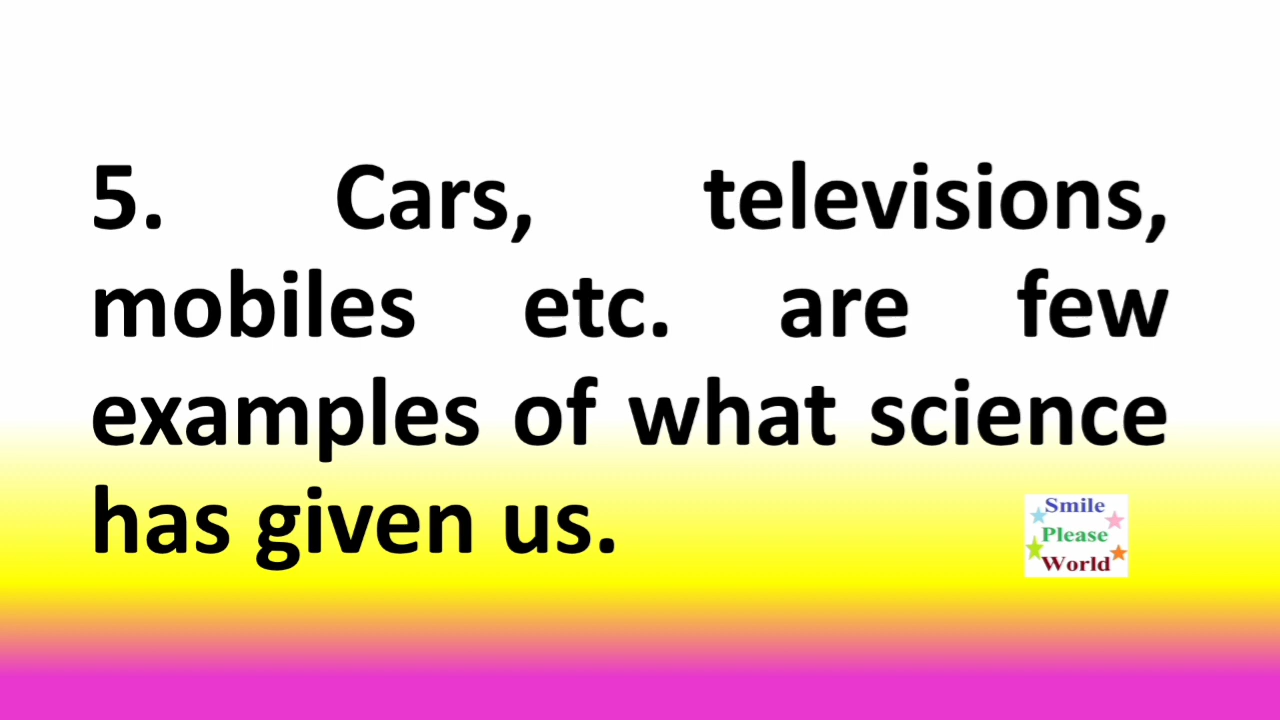 5. Cars, televisions,
mobiles etc. are few
examples of what science
has given us.
Smile
Please
World